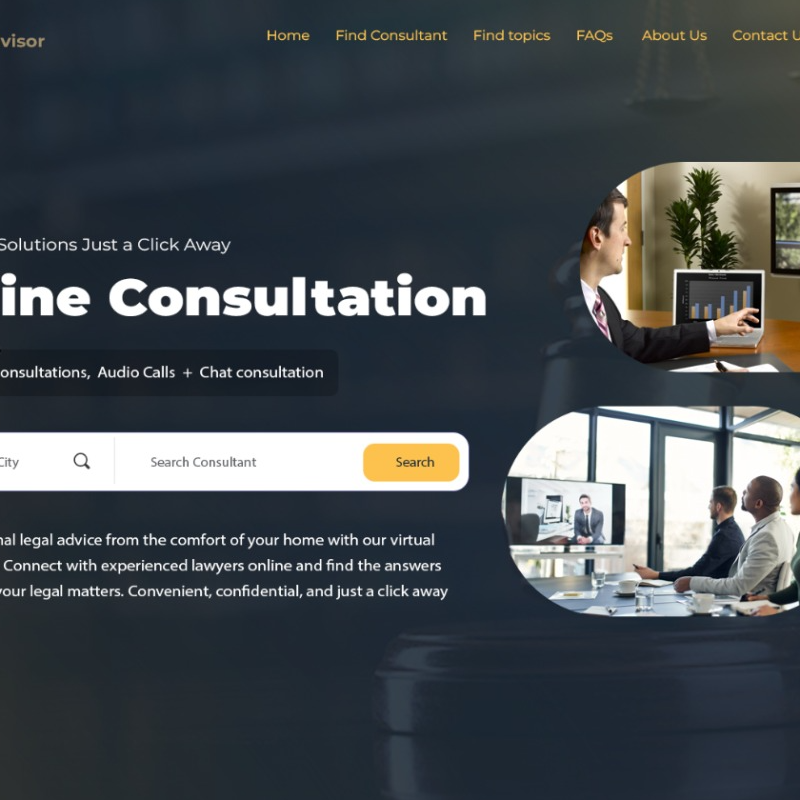 visor
Home Find Consultant Find topics FAQs About Us Contact U
Solutions Just a Click Away
ine Consultation
onsultations, Audio Calls + Chat consultation
City Search Consultant Search
nal legal advice from the comfort of your home with our virtual
Connect with experienced lawyers online and find the answers
your legal matters. Convenient, confidential, and just a click away